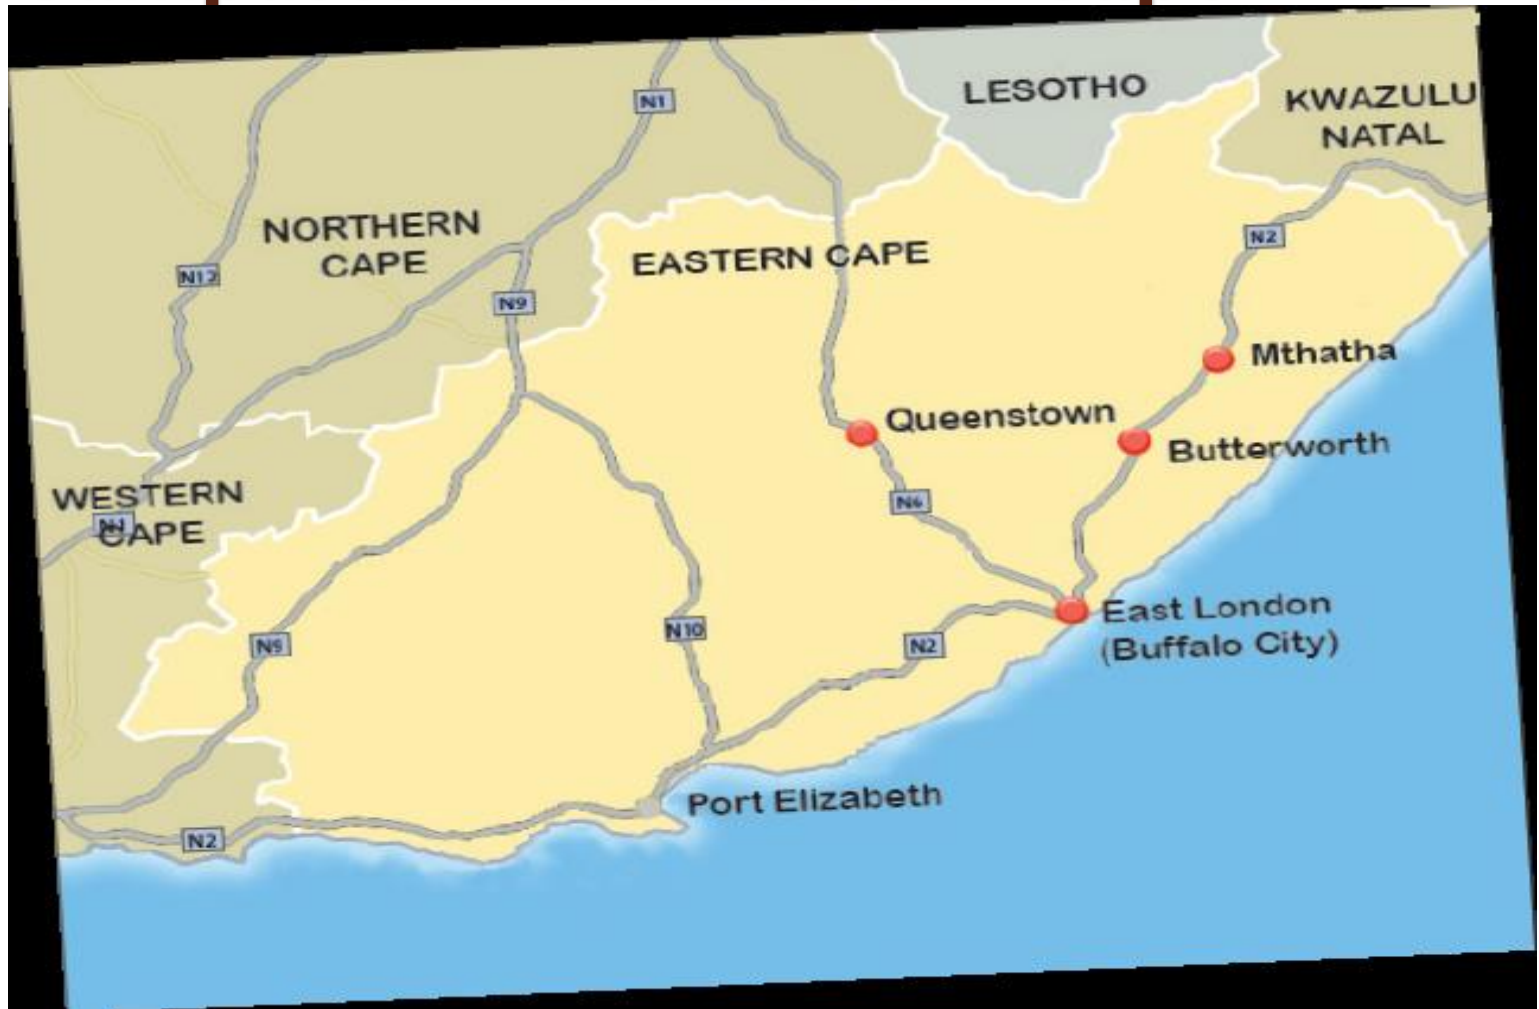 N1
LESOTHO
KWAZULU
NATAL
NORTHERN
CAPE
EASTERN CAPE
N2
N12
N9
Mthatha
Queenstown
Butterworth
WESTERN
CAPE
N1
N6
East London
(Buffalo City)
N9
N10
N2
Port Elizabeth
N2